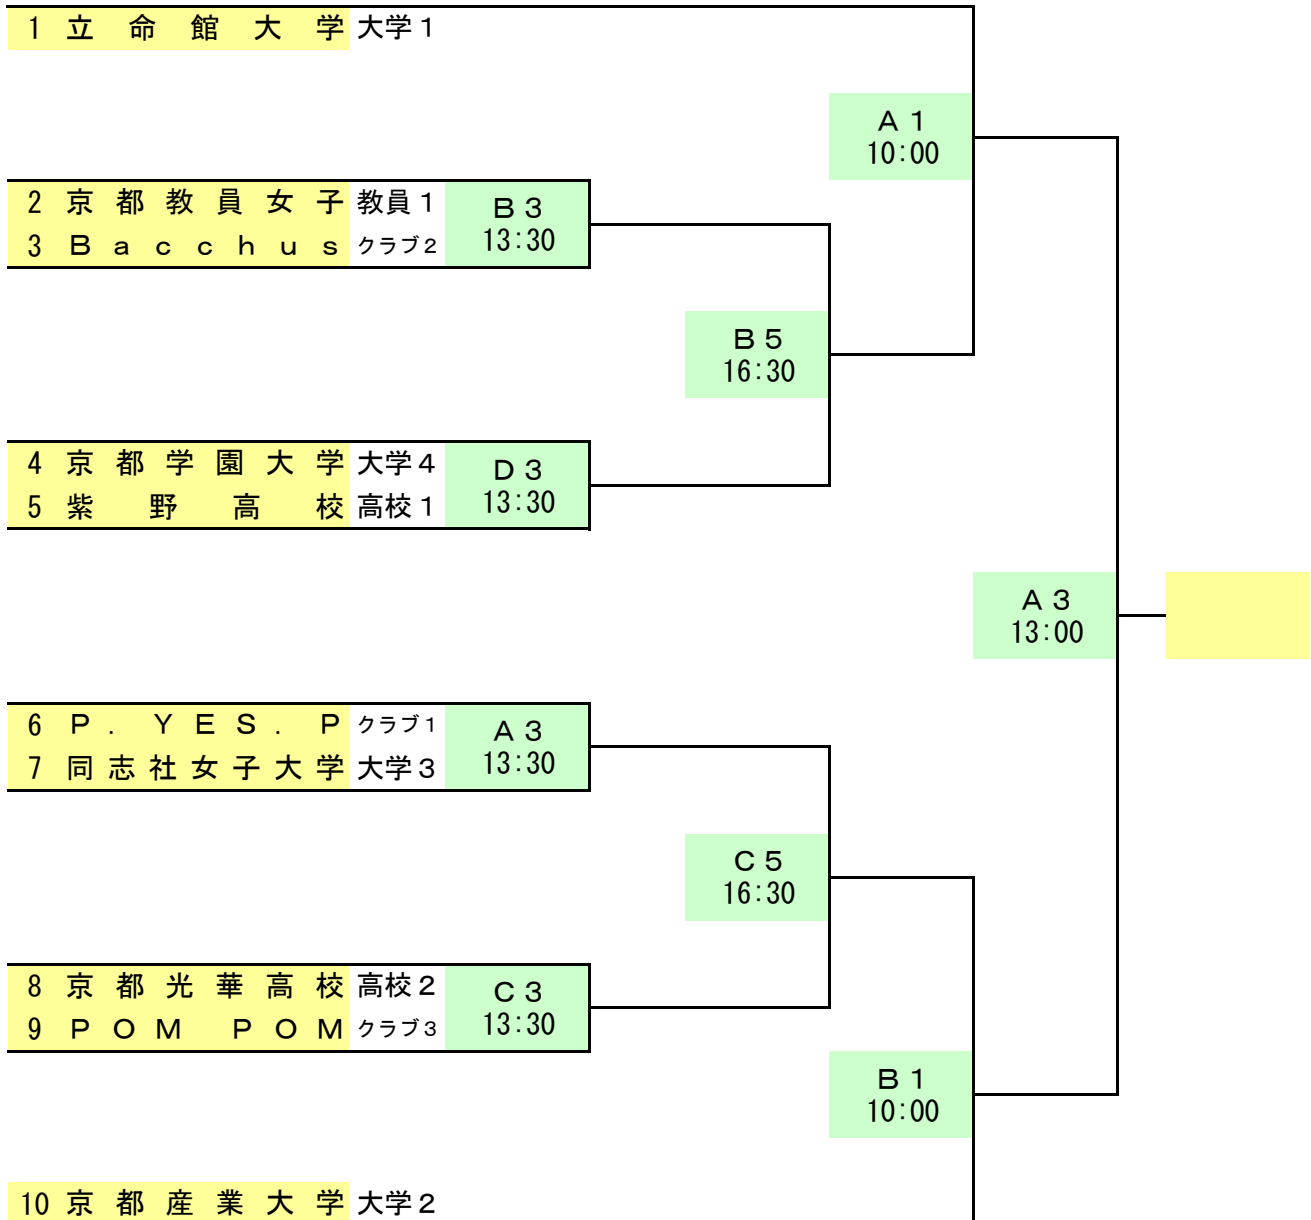 1 立命館大学 大学1
A1
10:00
2 京都教員女子 教員1
3 Bacchus クラブ2
B3
13:30
B5
16:30
4 京都学園大学 大学4
5 紫野高校 高校1
D3
13:30
A3
13:00
6 P.YES.P クラブ1
7 同志社女子大学 大学3
A3
13:30
C5
16:30
8 京都光華高校 高校2
9 POM POM クラブ3
C3
13:30
B1
10:00
10 京都産業大学 大学2